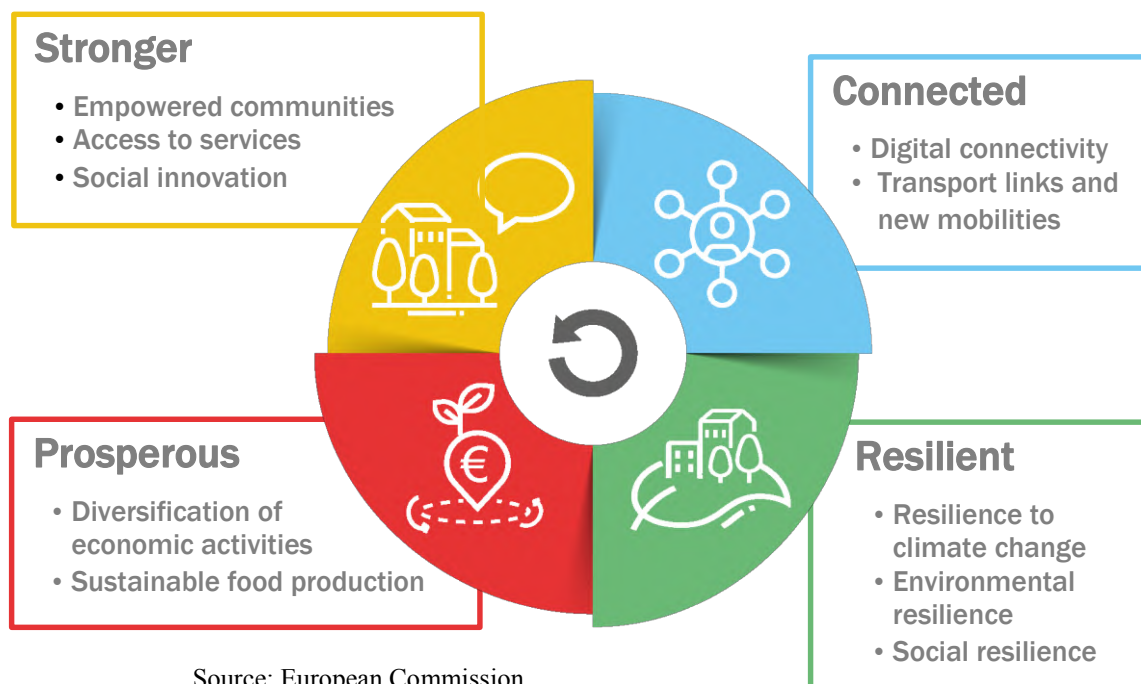 Stronger
• Empowered communities
• Access to services
• Social innovation
Connected
• Digital connectivity
• Transport links and
new mobilities
Prosperous
• Diversification of
economic activities
• Sustainable food production
€
Resilient
• Resilience to
climate change
• Environmental
resilience
• Social resilience
Source: European Commission